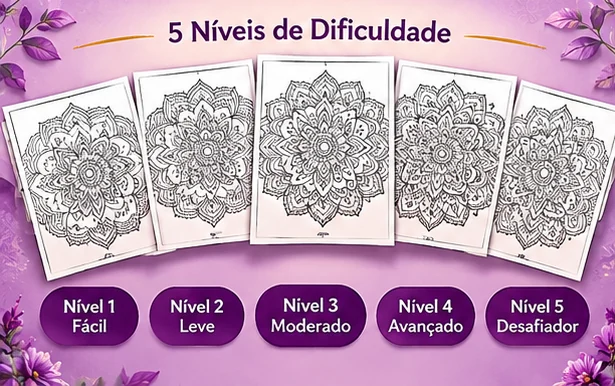 5 Níveis de Dificuldade
Nível 1
Fácil
Nível 2
Leve
Nível 3
Moderado
Nível 4
Avançado
Nível 5
Desafiador